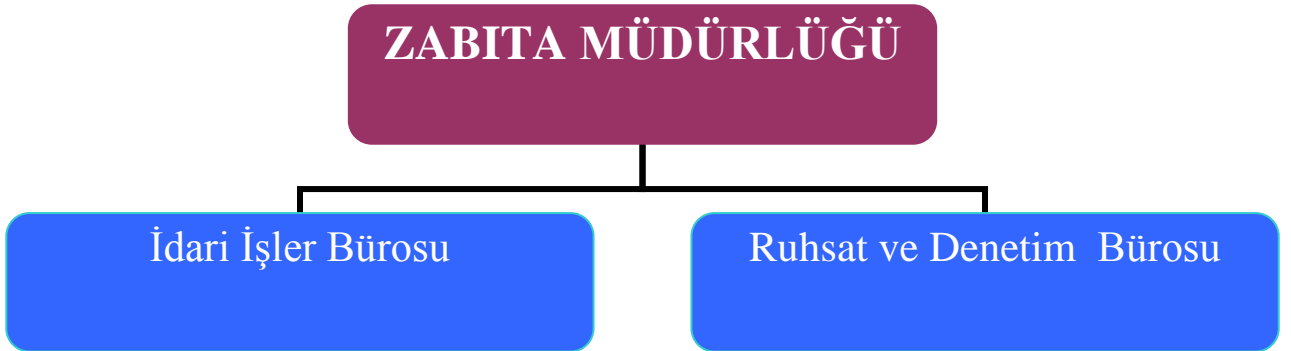 ZABITA MÜDÜRLÜĞÜ
İdari İşler Bürosu
Ruhsat ve Denetim  Bürosu